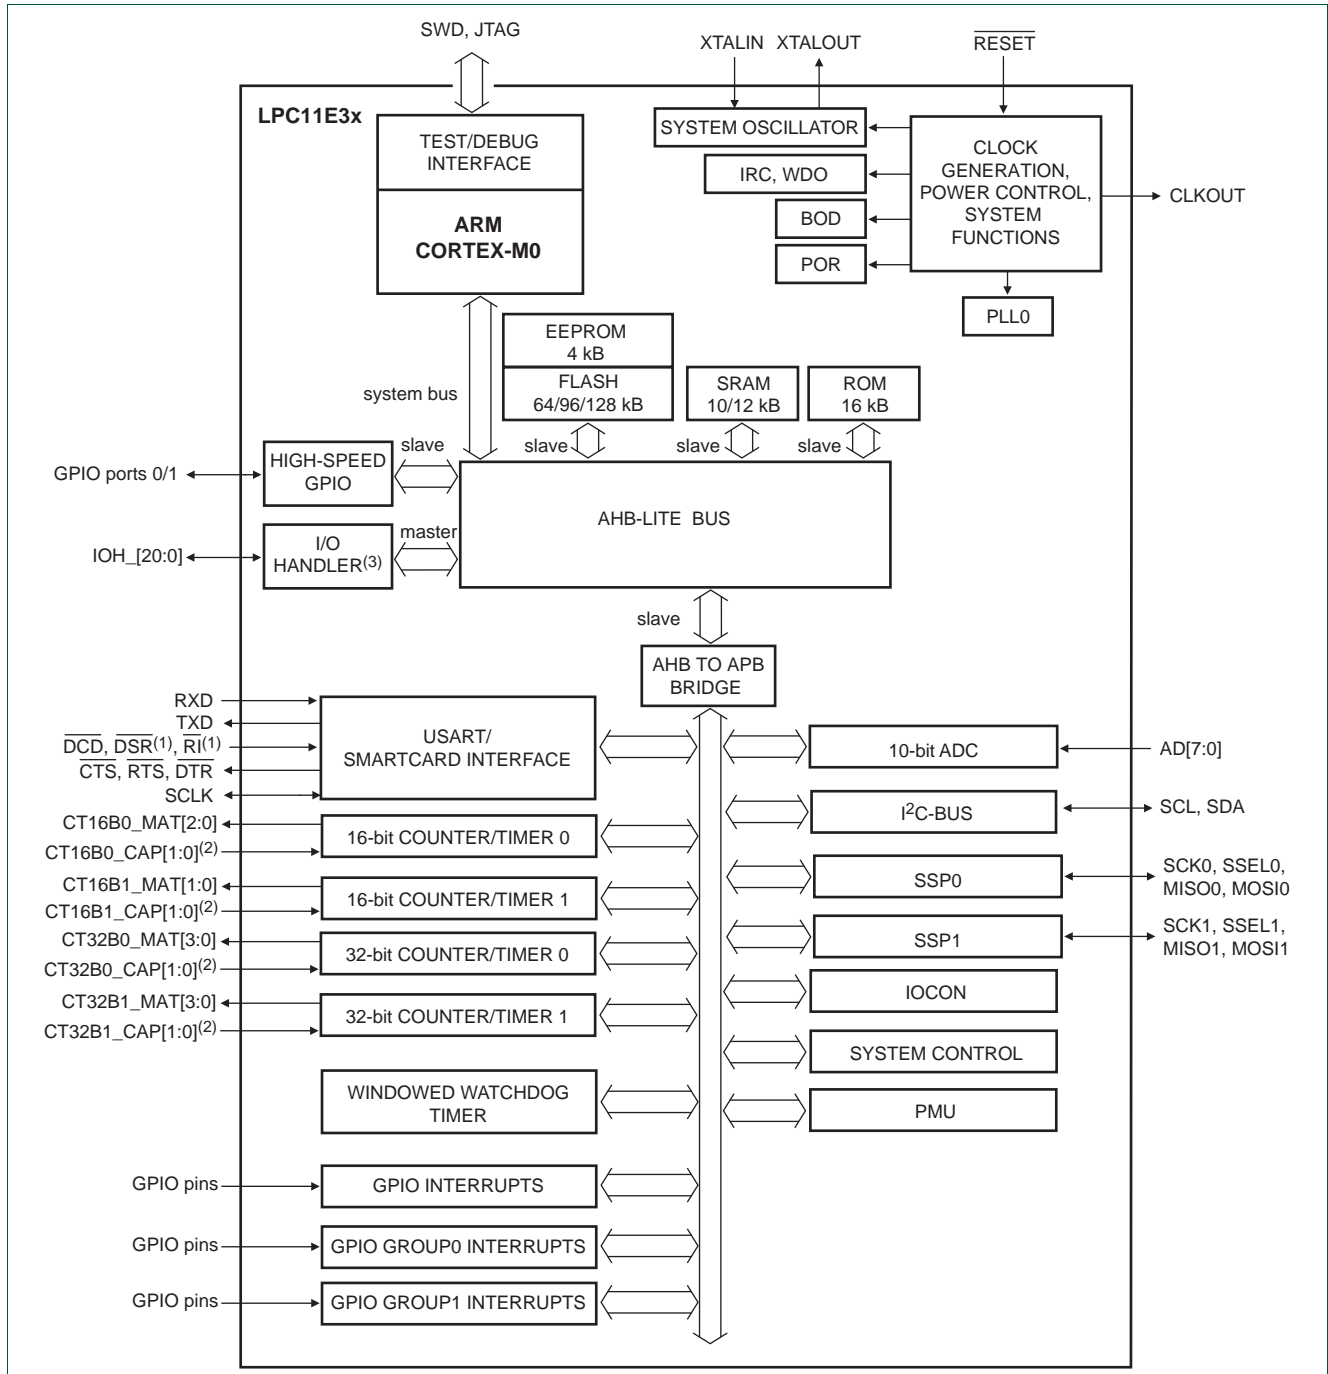 SWD, JTAG
XTALIN XTALOUT
RESET
LPC11E3x
TEST/DEBUG
INTERFACE
ARM
CORTEX-M0
SYSTEM OSCILLATOR
IRC, WDO
BOD
POR
CLOCK
GENERATION,
POWER CONTROL,
SYSTEM
FUNCTIONS
CLKOUT
PLL0
system bus
EEPROM
4 kB
FLASH
64/96/128 kB
SRAM
10/12 kB
ROM
16 kB
slave
slave
slave
slave
GPIO ports 0/1
HIGH-SPEED
GPIO
AHB-LITE BUS
IOH_[20:0]
I/O
HANDLER(3)
master
slave
AHB TO APB
BRIDGE
RXD
TXD
DCD, DSR(1), RI(1)
CTS, RTS, DTR
SCLK
USART/
SMARTCARD INTERFACE
CT16B0_MAT[2:0]
CT16B0_CAP[1:0](2)
16-bit COUNTER/TIMER 0
CT16B1_MAT[1:0]
CT16B1_CAP[1:0](2)
16-bit COUNTER/TIMER 1
CT32B0_MAT[3:0]
CT32B0_CAP[1:0](2)
32-bit COUNTER/TIMER 0
CT32B1_MAT[3:0]
CT32B1_CAP[1:0](2)
32-bit COUNTER/TIMER 1
WINDOWED WATCHDOG
TIMER
GPIO pins
GPIO INTERRUPTS
GPIO pins
GPIO GROUP0 INTERRUPTS
GPIO pins
GPIO GROUP1 INTERRUPTS
10-bit ADC
AD[7:0]
I2C-BUS
SCL, SDA
SSP0
SCK0, SSEL0,
MISO0, MOSI0
SSP1
SCK1, SSEL1,
MISO1, MOSI1
IOCON
SYSTEM CONTROL
PMU